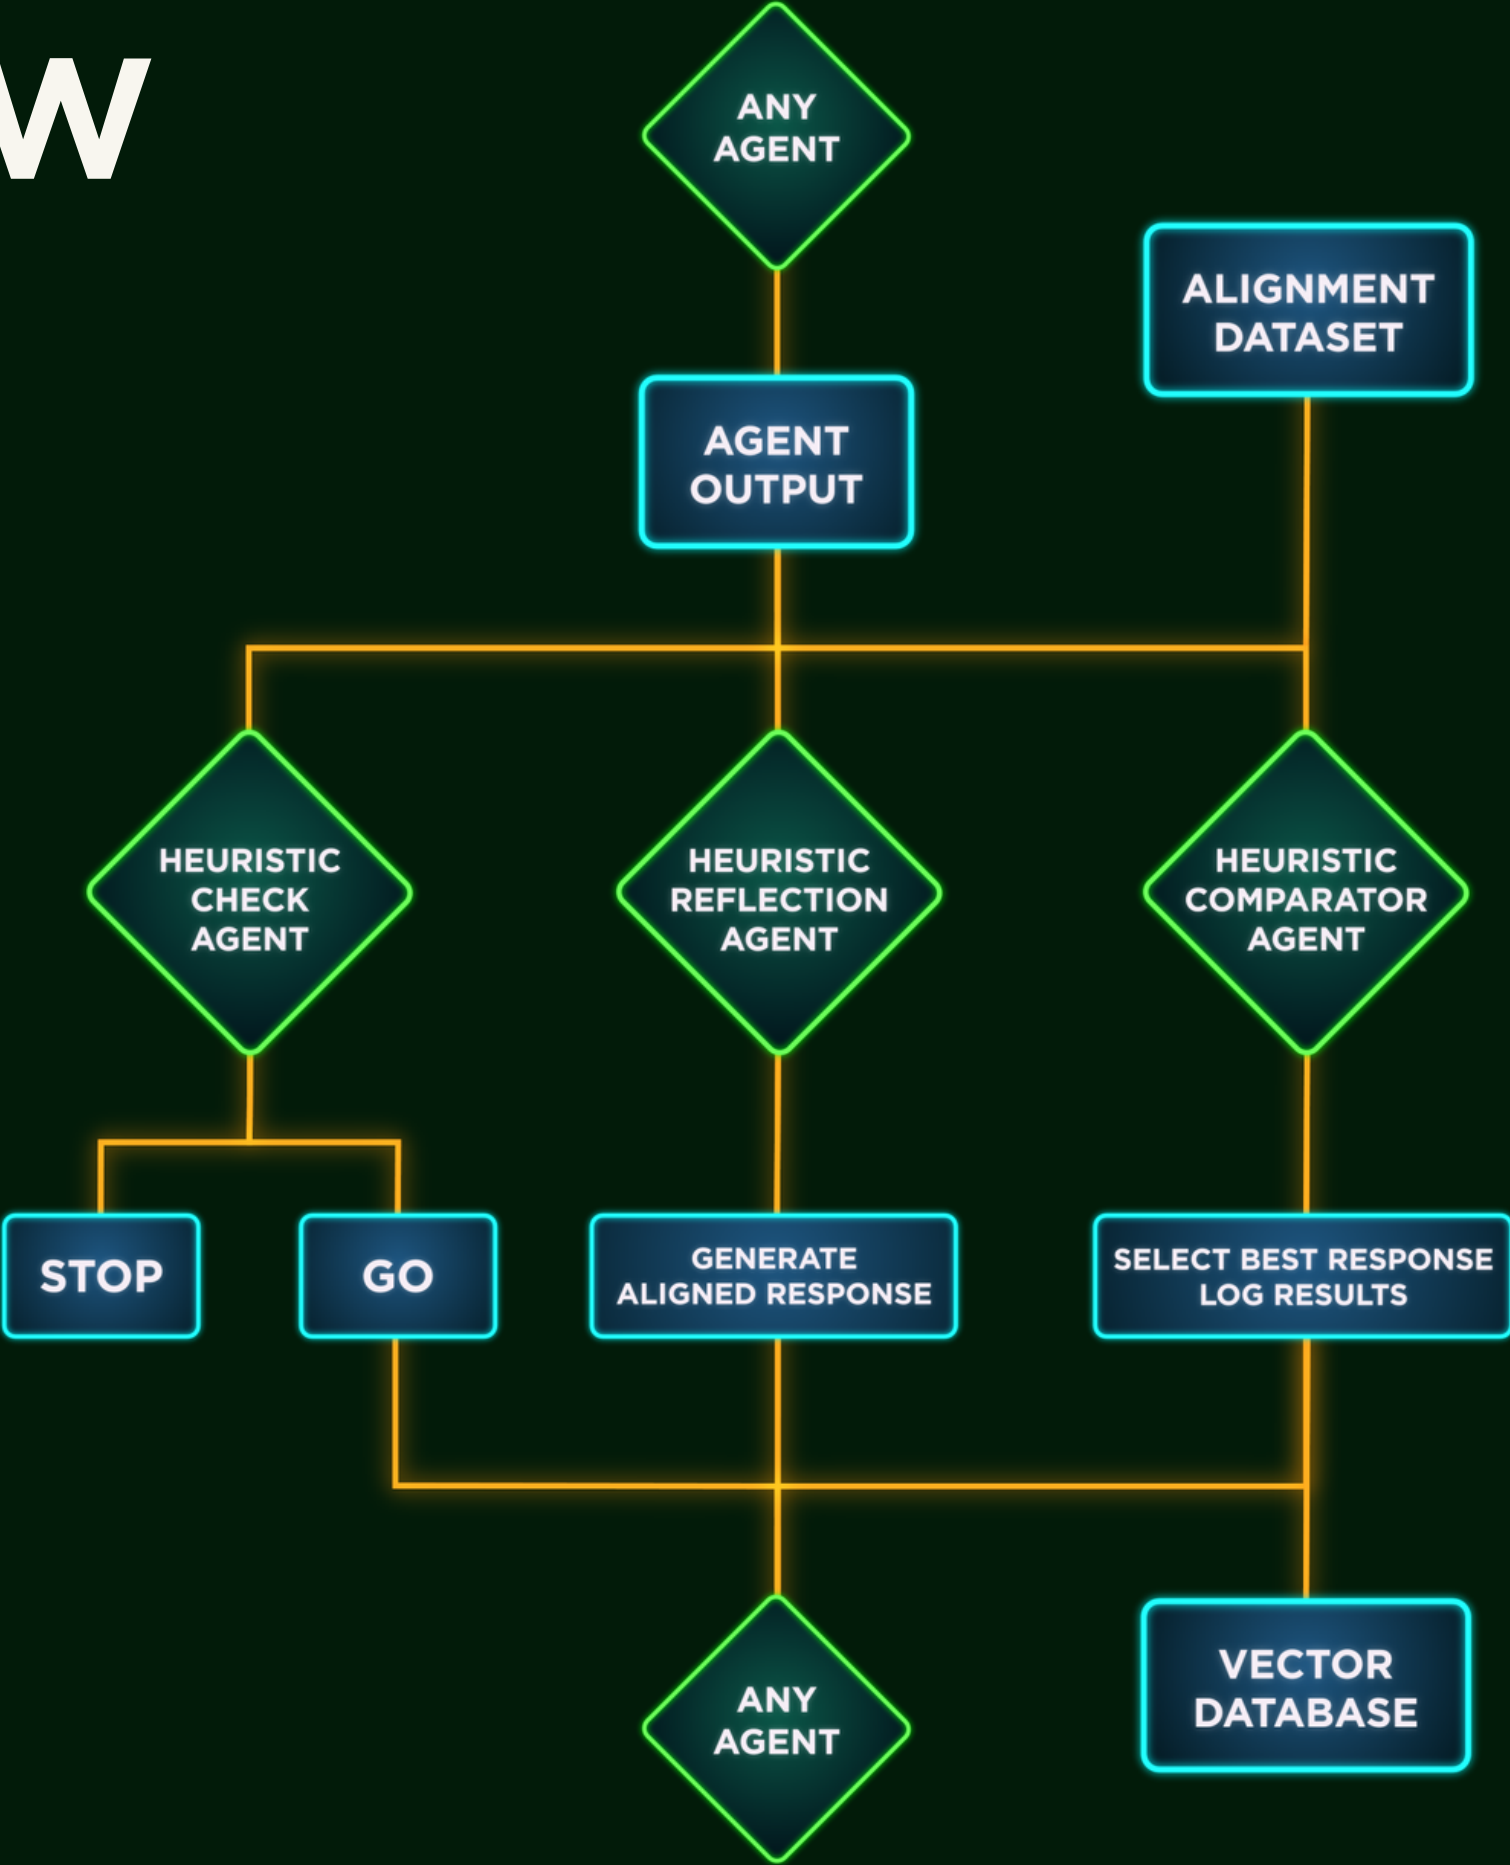 W
ANY
AGENT
ALIGNMENT
DATASET
AGENT
OUTPUT
HEURISTIC
CHECK
AGENT
HEURISTIC
REFLECTION
AGENT
HEURISTIC
COMPARATOR
AGENT
STOP
GO
GENERATE
ALIGNED RESPONSE
SELECT BEST RESPONSE
LOG RESULTS
ANY
AGENT
VECTOR
DATABASE